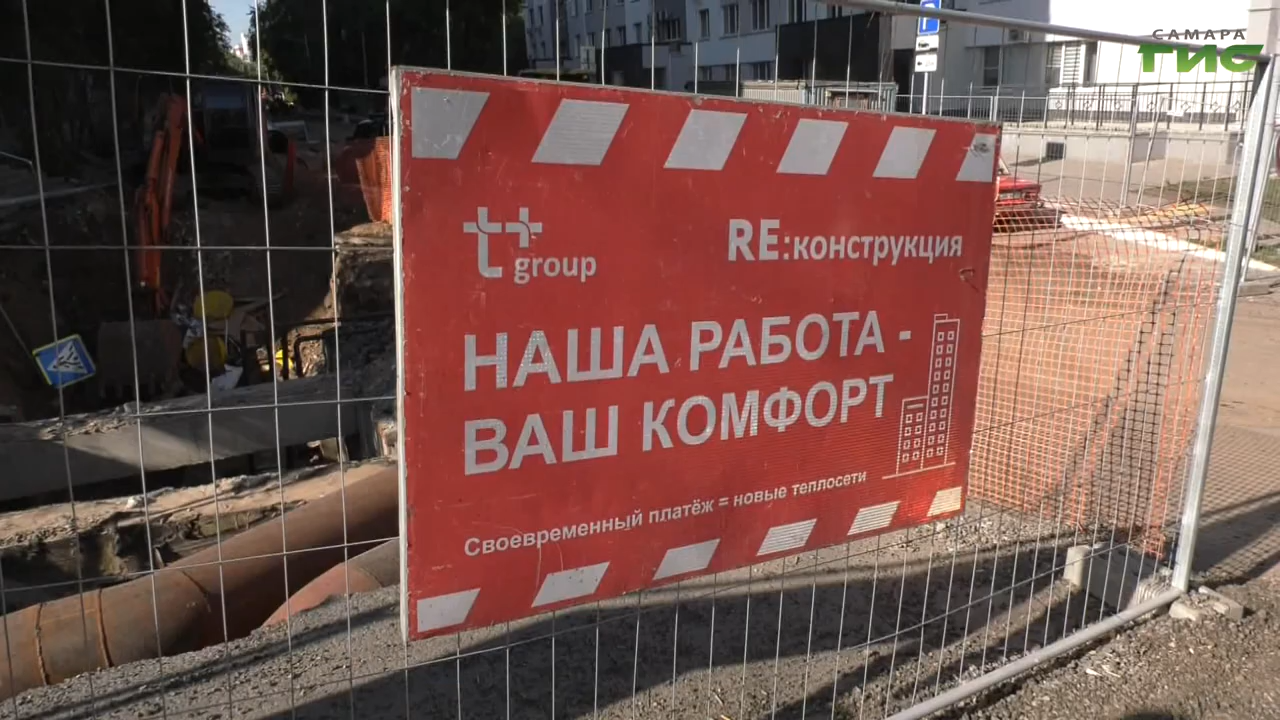 САМАРА
ГИС
P
t+
group
RE:конструкция
НАША РАБОТА -
ВАШ КОМФОРТ
Своевременный платёж = новые теплосети